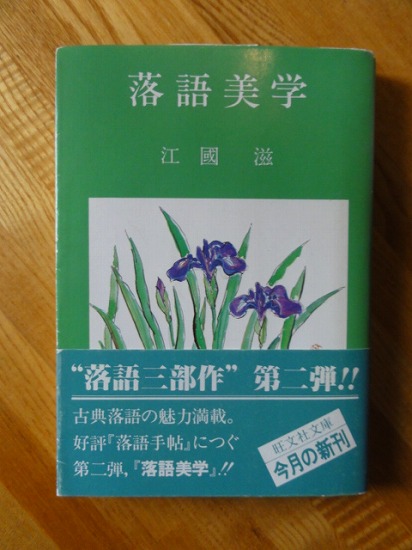 落語美学
江國滋
“落語三部作”第二弾!!
古典落語の魅力満載。
好評『落語手帖』につぐ
第二弾,『落語美学』.!!
旺文社文庫
今月の新刊